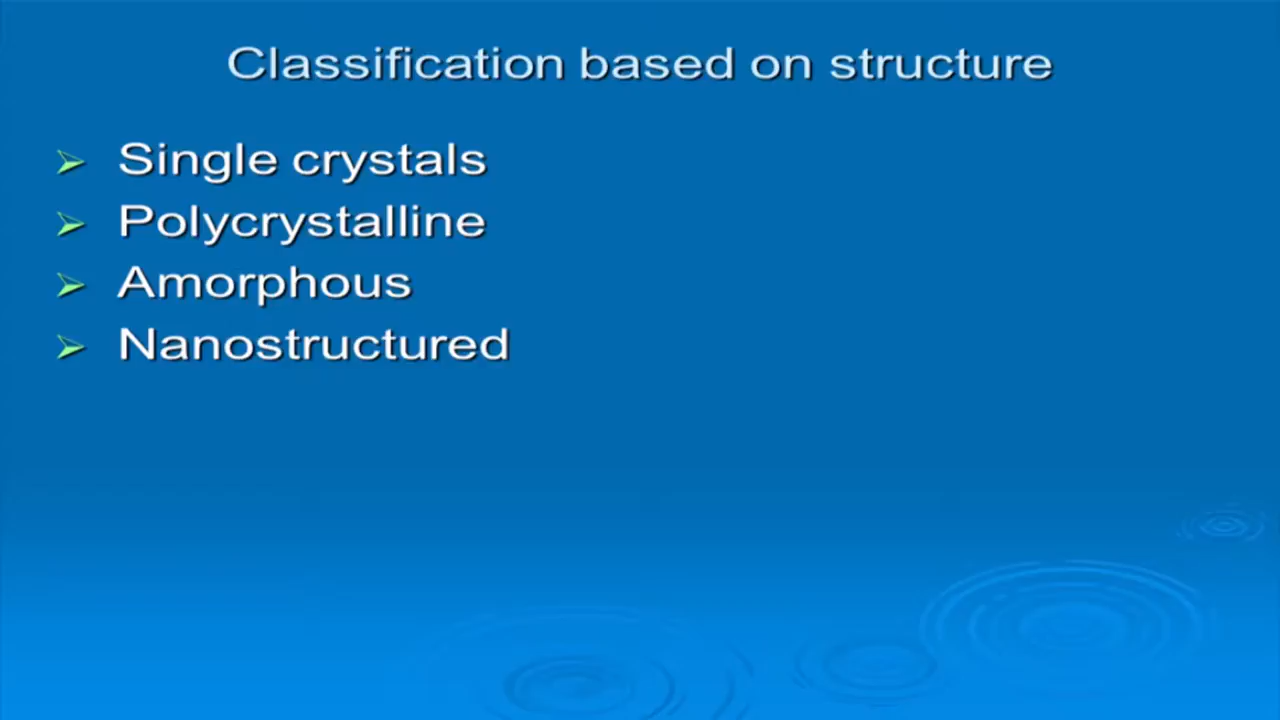 Classification based on structure
Single crystals
Polycrystalline
Amorphous
Nanostructured